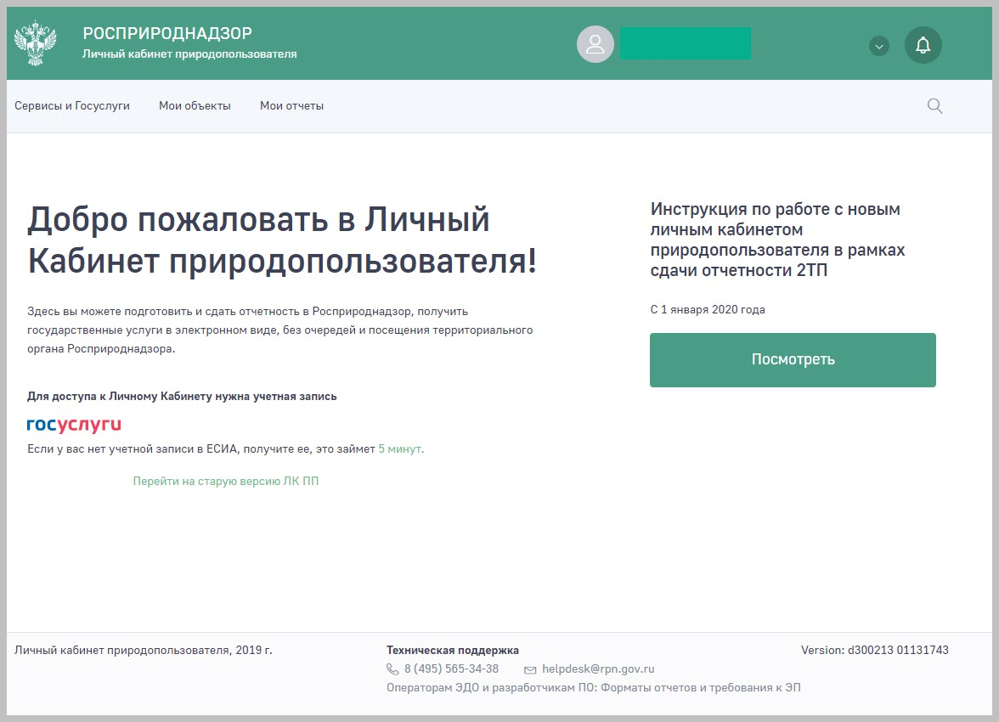 РОСПРИРОДНАДЗОР
Личный кабинет природопользователя
Сервисы и Госуслуги
Мои объекты
Мои отчеты
Добро пожаловать в Личный
Кабинет природопользователя!
Здесь вы можете подготовить и сдать отчетность в Росприроднадзор, получить
государственные услуги в электронном виде, без очередей и посещения территориального
органа Росприроднадзора.
Для доступа к Личному Кабинету нужна учетная запись
госуслуги
Если у вас нет учетной записи в ЕСИА, получите ее, это займет 5 минут.
Перейти на старую версию ЛК ПП
Инструкция по работе с новым
личным кабинетом
природопользователя в рамках
сдачи отчетности 2ТП
С 1 января 2020 года
Посмотреть
Личный кабинет природопользователя, 2019 г.
Техническая поддержка
8 (495) 565-34-38
helpdesk@rpn.gov.ru
Операторам ЭДО и разработчикам ПО: Форматы отчетов и требования к ЭП
Version: d300213 01131743